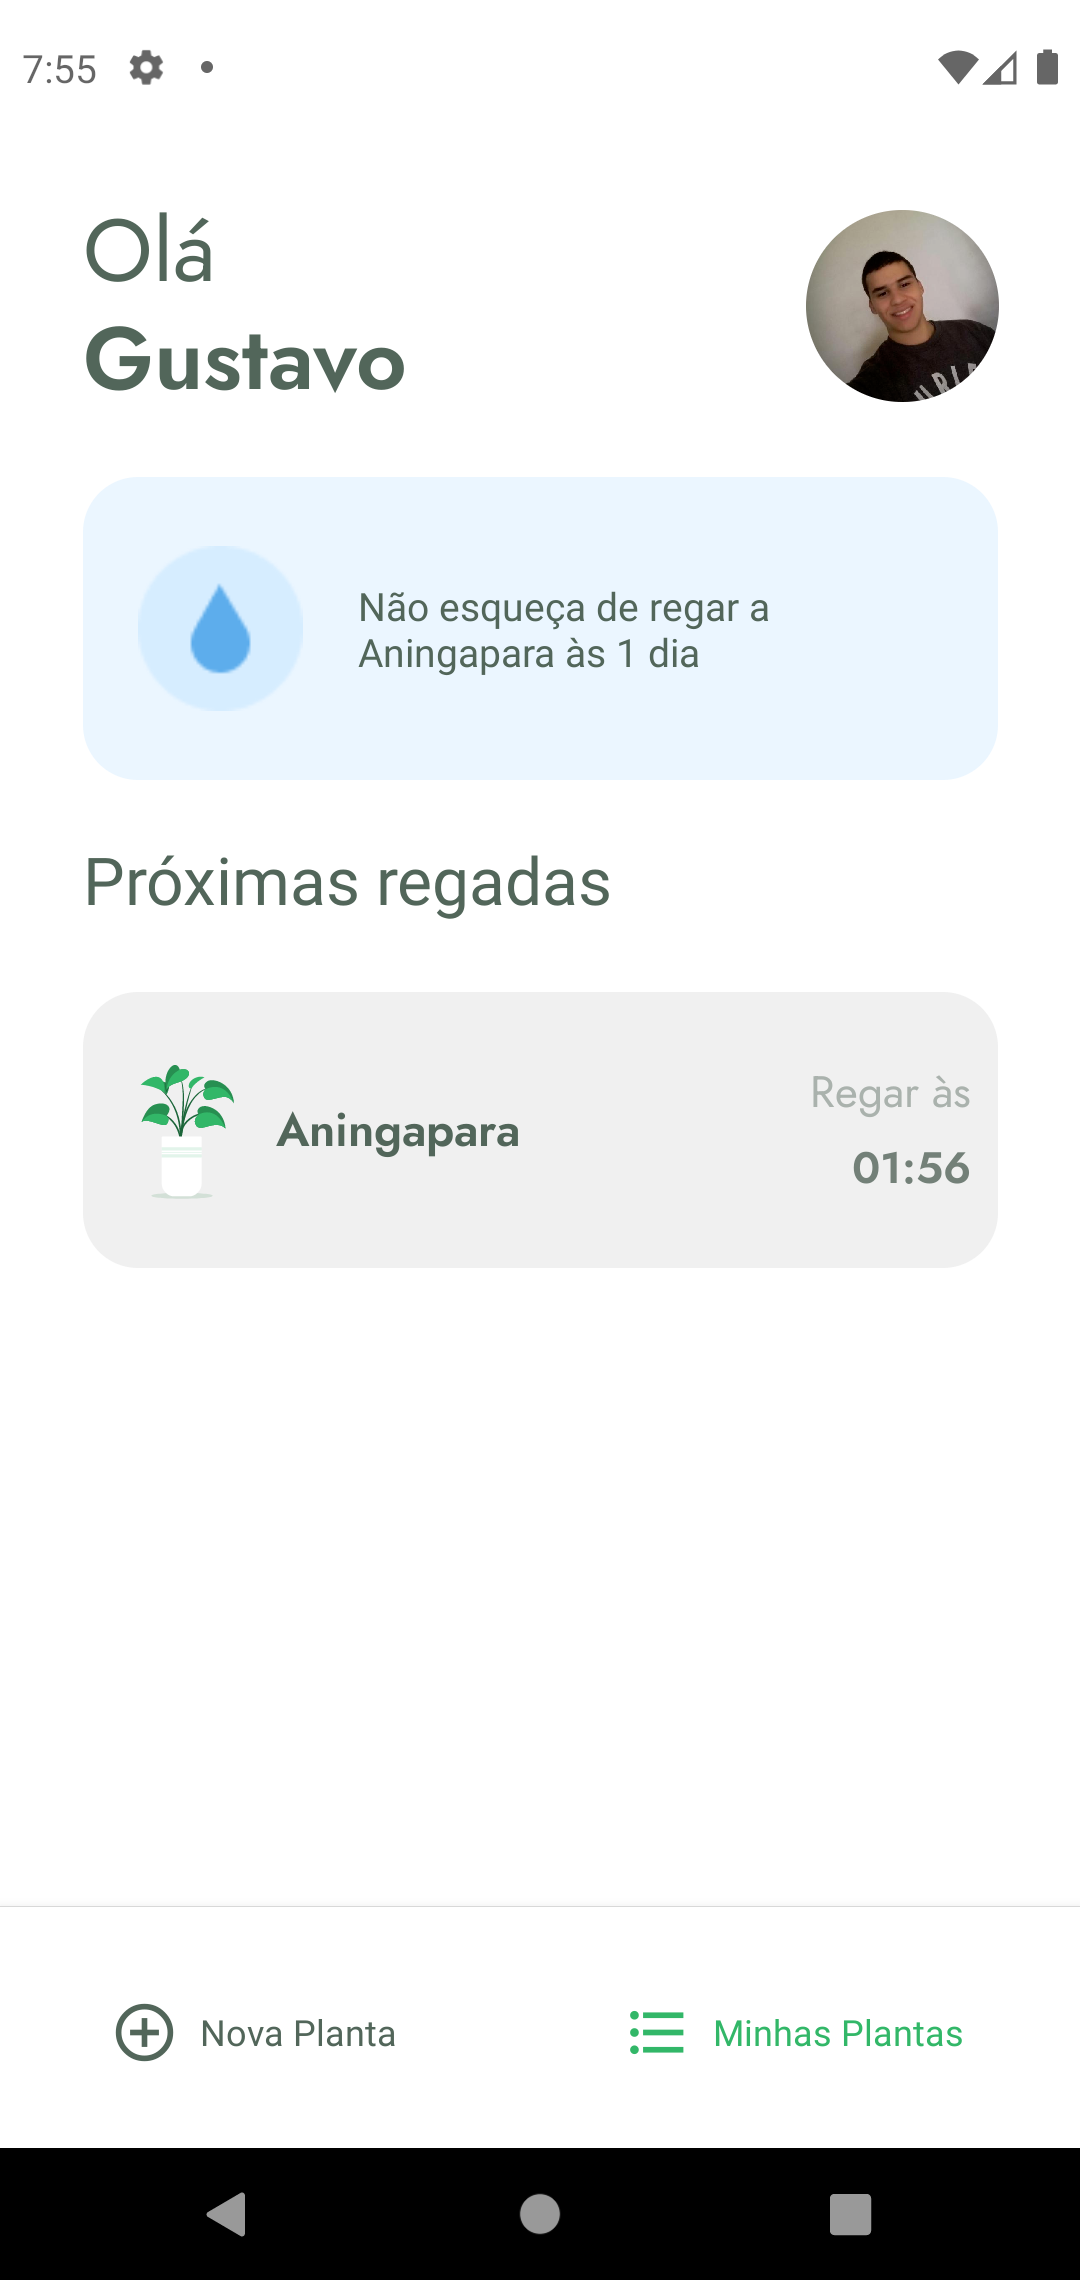 7:55
Olá
Gustavo
Não esqueça de regar a
Aningapara às 1 dia
Próximas regadas
Aningapara
Regar às
01:56
Nova Planta
Minhas Plantas